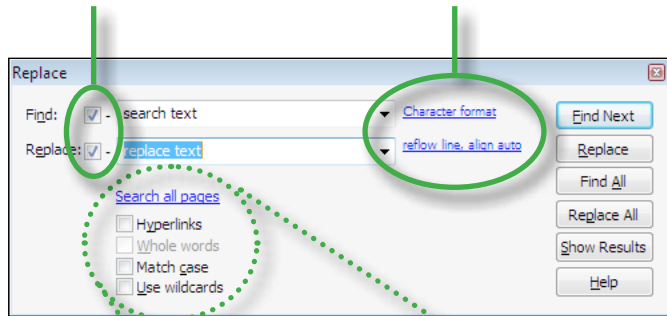 Replace
Find: - search text Character format Find Next
Replace: - replace text reflow line, align auto Replace
Search all pages Find All
Hyperlinks Replace All
Whole words Show Results
Match case
Use wildcards Help